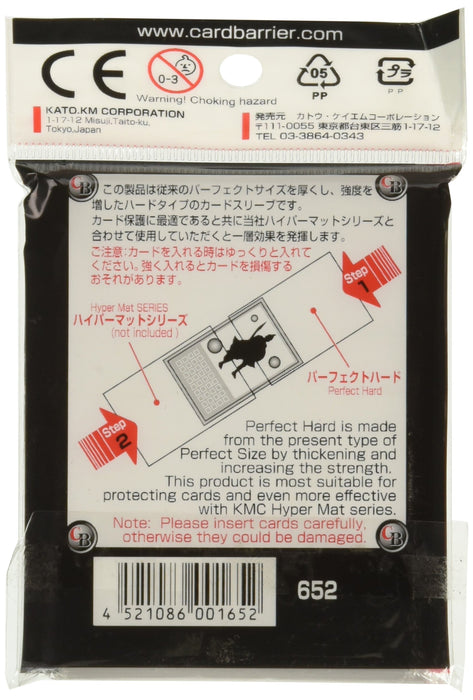 www.cardbarrier.com
CE
0-3
05
PP
プラ
PP
Warning! Choking hazard
KATO.KM CORPORATION
1-17-12 Misuji,Taito-ku,
Tokyo,Japan
発売元 カトウ・ケイエムコーポレーション
〒111-0055 東京都台東区三筋 1-17-12
TEL 03-3864-0343
CB
CB
この製品は従来のパーフェクトサイズを厚くし、強度を
増したハードタイプのカードスリーブです。
カード保護に最適であると共に当社ハイパーマットシリーズと
合わせて使用していただくと一層効果を発揮します。
ご注意:カードを入れる時はゆっくりと入れて
ください。強く入れるとカードを損傷する
おそれがあります。
Step
1
Hyper Mat SERIES
ハイパーマットシリーズ
(not included)
パーフェクトハード
Perfect Hard
Step
2
Perfect Hard is made
from the present type of
Perfect Size by thickening and
increasing the strength.
This product is most suitable for
protecting cards and even more effective
with KMC Hyper Mat series.
Note: Please insert cards carefully,
otherwise they could be damaged.
CB
CB
4 521086 001652
652